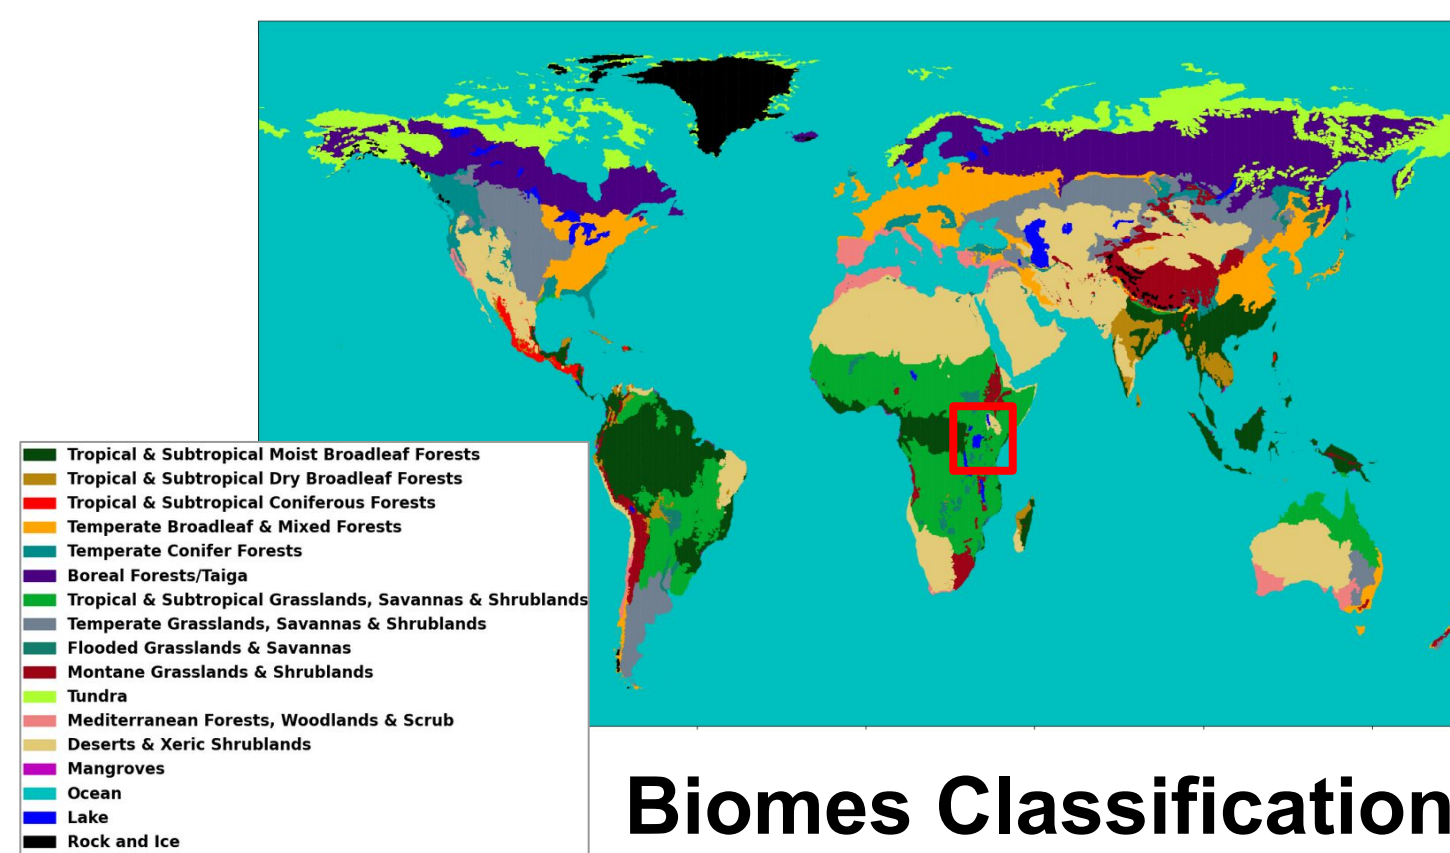 Tropical & Subtropical Moist Broadleaf Forests
Tropical & Subtropical Dry Broadleaf Forests
Tropical & Subtropical Coniferous Forests
Temperate Broadleaf & Mixed Forests
Temperate Conifer Forests
Boreal Forests/Taiga
Tropical & Subtropical Grasslands, Savannas & Shrublands
Temperate Grasslands, Savannas & Shrublands
Flooded Grasslands & Savannas
Montane Grasslands & Shrublands
Tundra
Mediterranean Forests, Woodlands & Scrub
Deserts & Xeric Shrublands
Mangroves
Ocean
Lake
Rock and Ice
Biomes Classification